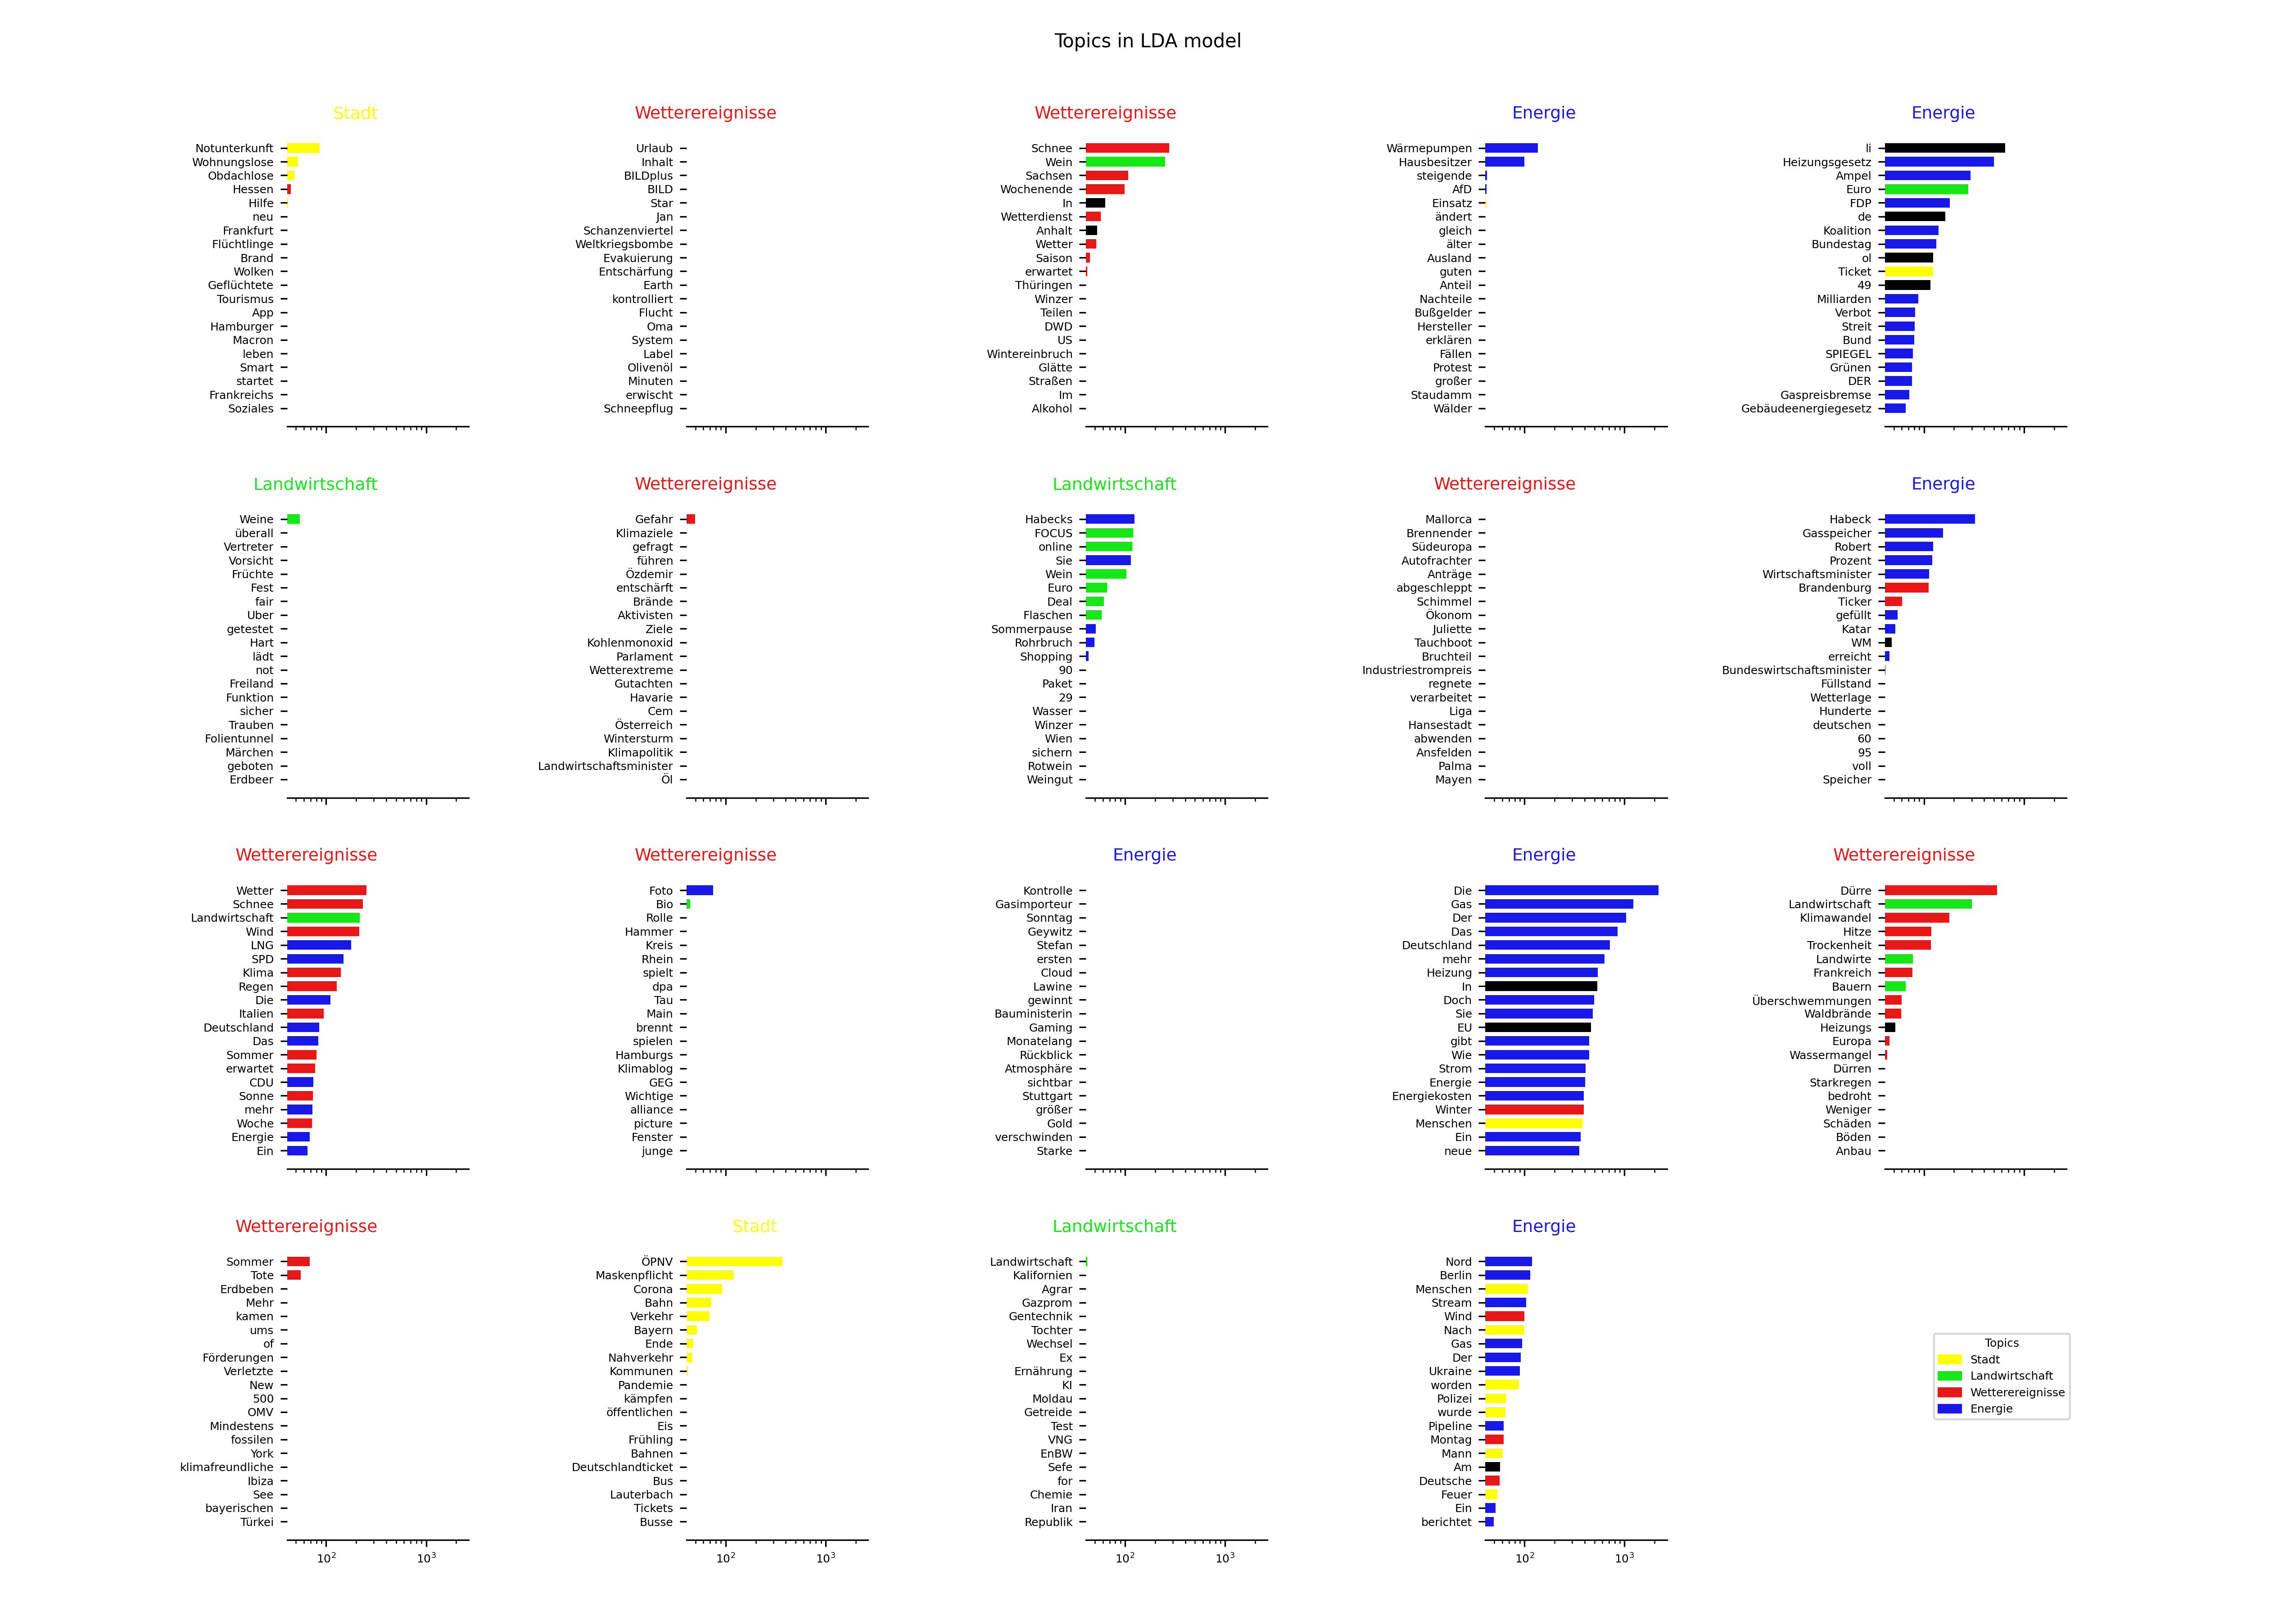 Topics in LDA model
Stadt
Notunterkunft
Wohnungslose
Obdachlose
Hessen
Hilfe
neu
Frankfurt
Flüchtlinge
Brand
Wolken
Geflüchtete
Tourismus
App
Hamburger
Macron
leben
Smart
startet
Frankreichs
Soziales
Wetterereignisse
Urlaub
Inhalt
BILDplus
BILD
Star
Jan
Schanzenviertel
Weltkriegsbombe
Evakuierung
Entschärfung
Earth
kontrolliert
Flucht
Oma
System
Label
Olivenöl
Minuten
erwischt
Schneepflug
Wetterereignisse
Schnee
Wein
Sachsen
Wochenende
In
Wetterdienst
Anhalt
Wetter
Saison
erwartet
Thüringen
Winzer
Teilen
DWD
US
Wintereinbruch
Glätte
Straßen
Im
Alkohol
Energie
Wärmepumpen
Hausbesitzer
steigende
AfD
Einsatz
ändert
gleich
älter
Ausland
guten
Anteil
Nachteile
Bußgelder
Hersteller
erklären
Fällen
Protest
großer
Staudamm
Wälder
Energie
li
Heizungsgesetz
Ampel
Euro
FDP
de
Koalition
Bundestag
ol
Ticket
49
Milliarden
Verbot
Streit
Bund
SPIEGEL
Grünen
DER
Gaspreisbremse
Gebäudeenergiegesetz
Landwirtschaft
Weine
überall
Vertreter
Vorsicht
Früchte
Fest
fair
Uber
getestet
Hart
lädt
not
Freiland
Funktion
sicher
Trauben
Folientunnel
Märchen
geboten
Erdbeer
Wetterereignisse
Gefahr
Klimaziele
gefragt
führen
Özdemir
entschärft
Brände
Aktivisten
Ziele
Kohlenmonoxid
Parlament
Wetterextreme
Gutachten
Havarie
Cem
Österreich
Wintersturm
Klimapolitik
Landwirtschaftsminister
Öl
Landwirtschaft
Habecks
FOCUS
online
Sie
Wein
Euro
Deal
Flaschen
Sommerpause
Rohrbruch
Shopping
90
Paket
29
Wasser
Winzer
Wien
sichern
Rotwein
Weingut
Wetterereignisse
Mallorca
Brennender
Südeuropa
Autofrachter
Anträge
abgeschleppt
Schimmel
Ökonom
Juliette
Tauchboot
Bruchteil
Industriestrompreis
regnete
verarbeitet
Liga
Hansestadt
abwenden
Ansfelden
Palma
Mayen
Energie
Habeck
Gasspeicher
Robert
Prozent
Wirtschaftsminister
Brandenburg
Ticker
gefüllt
Katar
WM
erreicht
Bundeswirtschaftsminister
Füllstand
Wetterlage
Hunderte
deutschen
60
95
voll
Speicher
Wetterereignisse
Wetter
Schnee
Landwirtschaft
Wind
LNG
SPD
Klima
Regen
Die
Italien
Deutschland
Das
Sommer
erwartet
CDU
Sonne
mehr
Woche
Energie
Ein
Wetterereignisse
Foto
Bio
Rolle
Hammer
Kreis
Rhein
spielt
dpa
Tau
Main
brennt
spielen
Hamburgs
Klimablog
GEG
Wichtige
alliance
picture
Fenster
junge
Energie
Kontrolle
Gasimporteur
Sonntag
Geywitz
Stefan
ersten
Cloud
Lawine
gewinnt
Bauministerin
Gaming
Monatelang
Rückblick
Atmosphäre
sichtbar
Stuttgart
größer
Gold
verschwinden
Starke
Energie
Die
Gas
Der
Das
Deutschland
mehr
Heizung
In
Doch
Sie
EU
gibt
Wie
Strom
Energie
Energiekosten
Winter
Menschen
Ein
neue
Wetterereignisse
Dürre
Landwirtschaft
Klimawandel
Hitze
Trockenheit
Landwirte
Frankreich
Bauern
Überschwemmungen
Waldbrände
Heizungs
Europa
Wassermangel
Dürren
Starkregen
bedroht
Weniger
Schäden
Böden
Anbau
Wetterereignisse
Sommer
Tote
Erdbeben
Mehr
kamen
ums
of
Förderungen
Verletzte
New
500
OMV
Mindestens
fossilen
York
klimafreundliche
Ibiza
See
bayerischen
Türkei
10²
10³
Stadt
ÖPNV
Maskenpflicht
Corona
Bahn
Verkehr
Bayern
Ende
Nahverkehr
Kommunen
Pandemie
kämpfen
öffentlichen
Eis
Frühling
Bahnen
Deutschlandticket
Bus
Lauterbach
Tickets
Busse
10²
10³
Landwirtschaft
Landwirtschaft
Kalifornien
Agrar
Gazprom
Gentechnik
Tochter
Wechsel
Ex
Ernährung
KI
Moldau
Getreide
Test
VNG
EnBW
Sefe
for
Chemie
Iran
Republik
10²
10³
Energie
Nord
Berlin
Menschen
Stream
Wind
Nach
Gas
Der
Ukraine
worden
Polizei
wurde
Pipeline
Montag
Mann
Am
Deutsche
Feuer
Ein
berichtet
10²
10³
Topics
Stadt
Landwirtschaft
Wetterereignisse
Energie